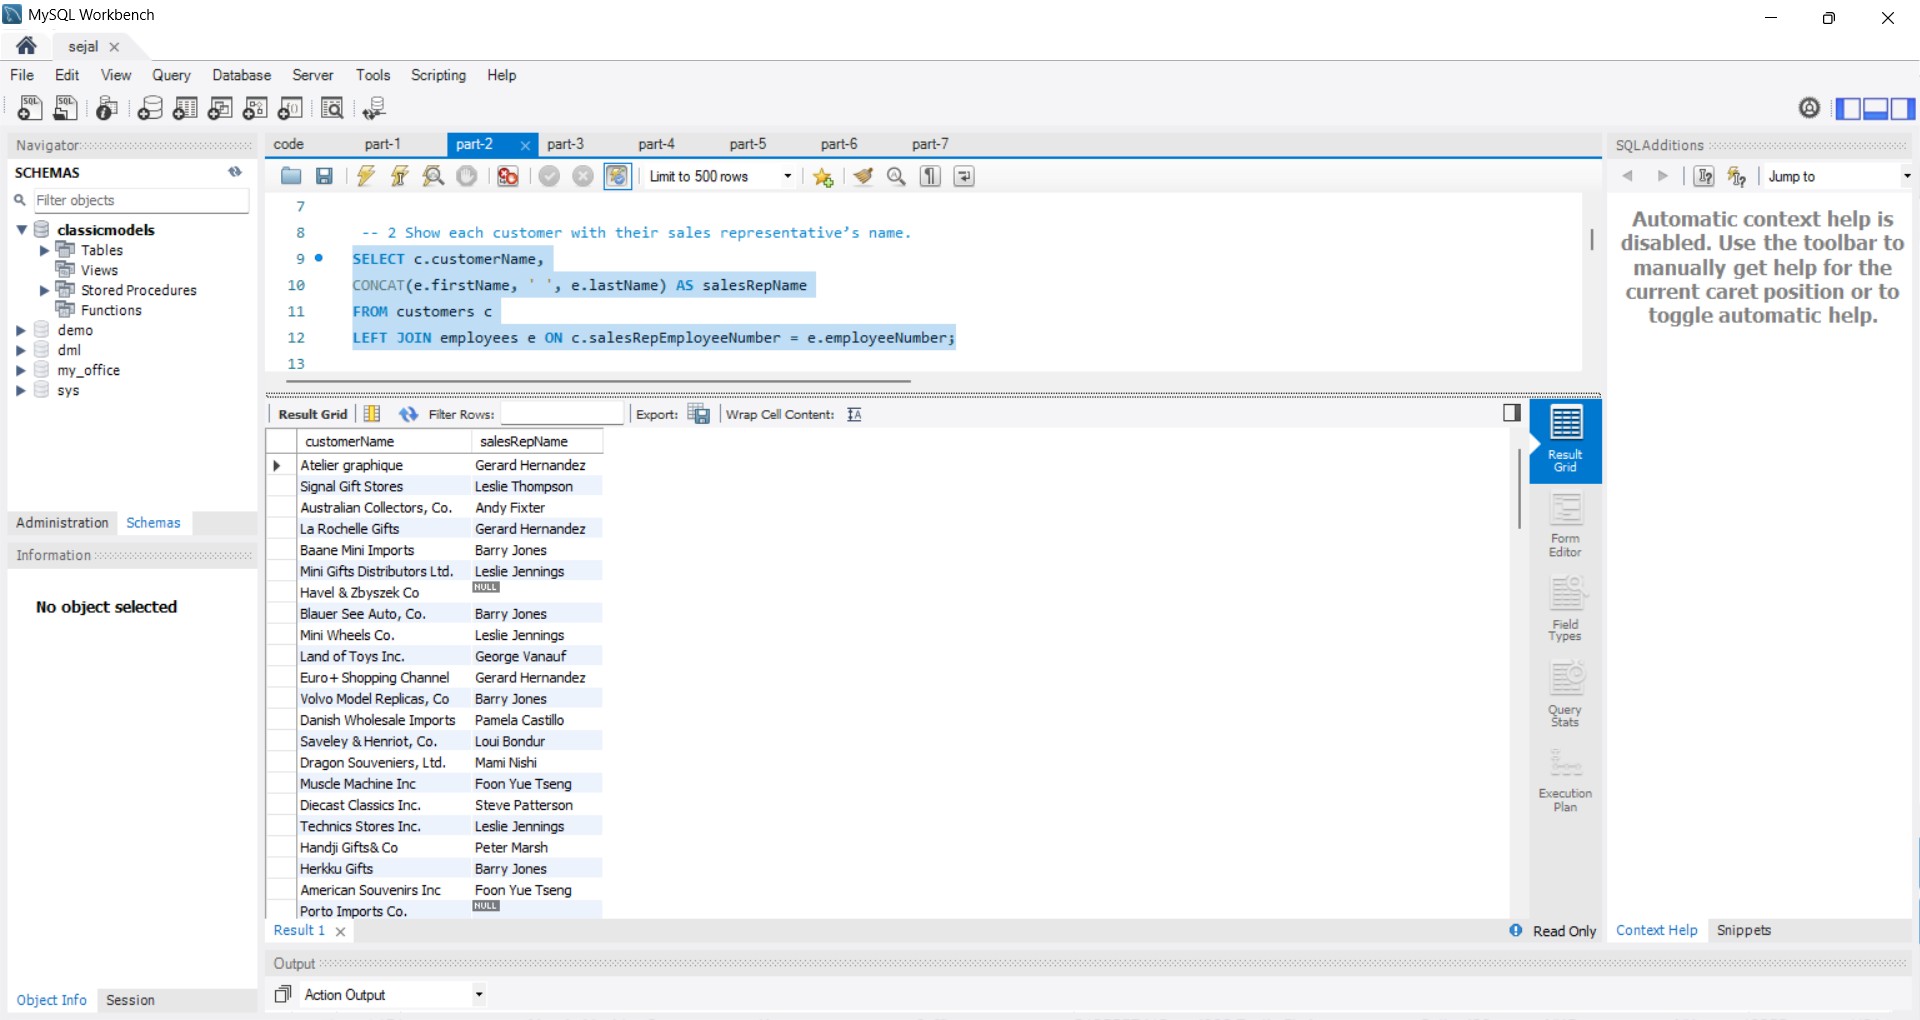 MySQL Workbench
sejal
File Edit View Query Database Server Tools Scripting Help
Navigator
SCHEMAS
Filter objects
classicmodels
Tables
Views
Stored Procedures
Functions
demo
dml
my_office
sys
Administration Schemas
Information
No object selected
Object Info Session
code part-1 part-2 part-3 part-4 part-5 part-6 part-7
Limit to 500 rows
7
8 -- 2 Show each customer with their sales representative’s name.
9 SELECT c.customerName,
10 CONCAT(e.firstName, ' ', e.lastName) AS salesRepName
11 FROM customers c
12 LEFT JOIN employees e ON c.salesRepEmployeeNumber = e.employeeNumber;
13
Result Grid Filter Rows: Export: Wrap Cell Content:
customerName salesRepName
Atelier graphique Gerard Hernandez
Signal Gift Stores Leslie Thompson
Australian Collectors, Co. Andy Fixter
La Rochelle Gifts Gerard Hernandez
Baane Mini Imports Barry Jones
Mini Gifts Distributors Ltd. Leslie Jennings
Havel & Zbyszek Co NULL
Blauer See Auto, Co. Barry Jones
Mini Wheels Co. Leslie Jennings
Land of Toys Inc. George Vanauf
Euro+ Shopping Channel Gerard Hernandez
Volvo Model Replicas, Co Barry Jones
Danish Wholesale Imports Pamela Castillo
Saveley & Henriot, Co. Loui Bondur
Dragon Souveniers, Ltd. Mami Nishi
Muscle Machine Inc Foon Yue Tseng
Diecast Classics Inc. Steve Patterson
Technics Stores Inc. Leslie Jennings
Handji Gifts& Co Peter Marsh
Herkku Gifts Barry Jones
American Souvenirs Inc Foon Yue Tseng
Porto Imports Co. NULL
Result 1
Read Only
Output
Action Output
Result
Grid
Form
Editor
Field
Types
Query
Stats
Execution
Plan
SQLAdditions
Jump to
Automatic context help is
disabled. Use the toolbar to
manually get help for the
current caret position or to
toggle automatic help.
Context Help Snippets